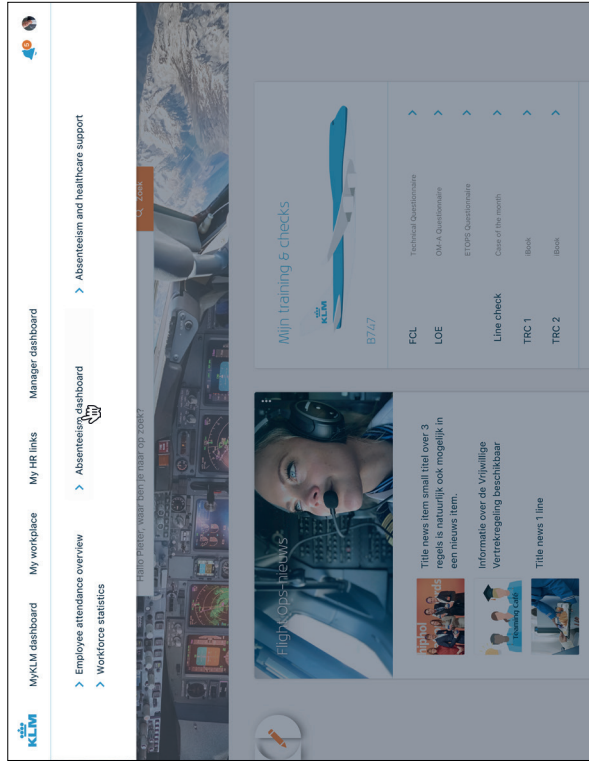 KLM
MyKLM dashboard
My workplace
My HR links
Manager dashboard
5
Employee attendance overview
Absenteeism dashboard
Absenteeism and healthcare support
Workforce statistics
Hallo Pieter, waar ben je naar op zoek?
Zoek
Flight Ops-nieuws
Title news item small titel over 3
regels is natuurlijk ook mogelijk in
een nieuws item.
Informatie over de Vrijwillige
Vertrekregeling beschikbaar
Title news 1 line
Mijn training & checks
KLM
B747
FCL
Technical Questionnaire
LOE
OM-A Questionnaire
ETOPS Questionnaire
Line check
Case of the month
TRC 1
iBook
TRC 2
iBook